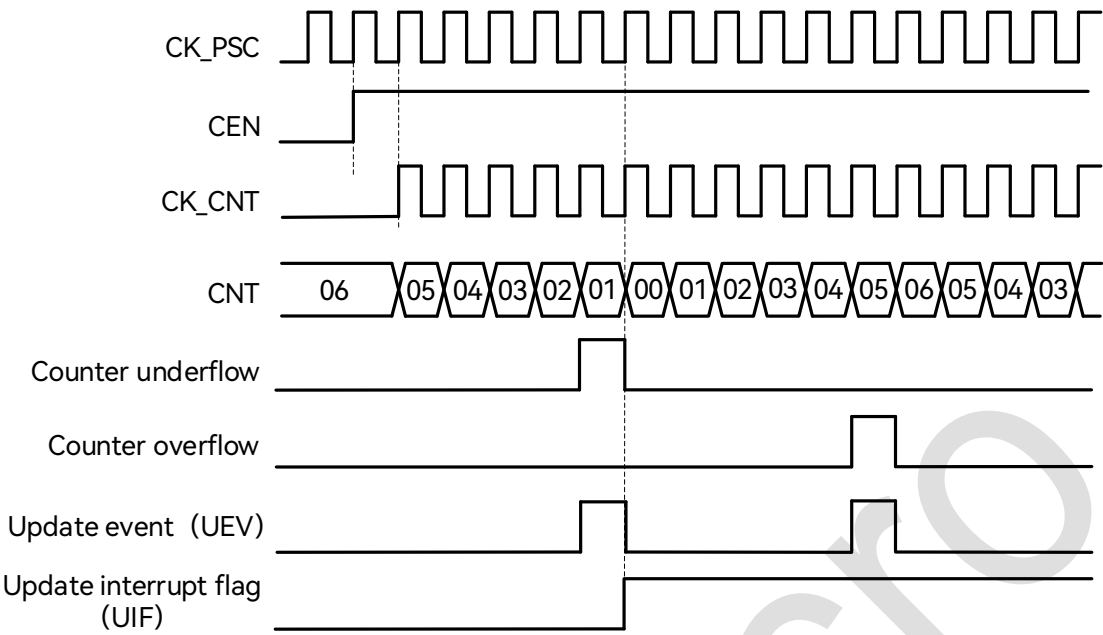 CK_PSC
CEN
CK_CNT
CNT 06 05 04 03 02 01 00 01 02 03 04 05 06 05 04 03
Counter underflow
Counter overflow
Update event（UEV）
Update interrupt flag
（UIF）
ro